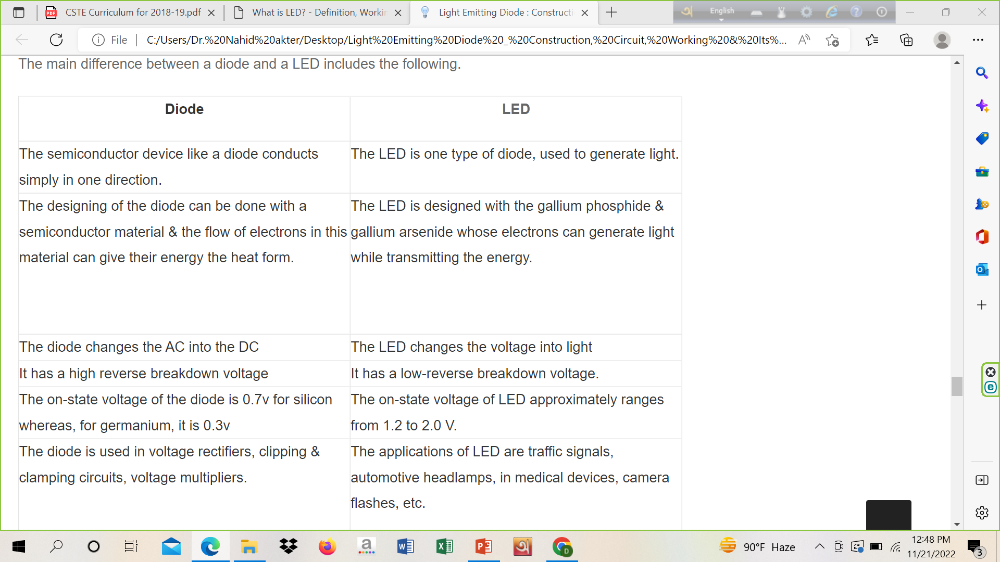 CSTE Curriculum for 2018-19.pdf
What is LED? - Definition, Workin
Light Emitting Diode : Constructi
English
File
C:/Users/Dr.%20Nahid%20akter/Desktop/Light%20Emitting%20Diode%20_%20Construction,%20Circuit,%20Working%20&%20Its%...
The main difference between a diode and a LED includes the following.
Diode
LED
The semiconductor device like a diode conducts
simply in one direction.
The LED is one type of diode, used to generate light.
The designing of the diode can be done with a
semiconductor material & the flow of electrons in this
material can give their energy the heat form.
The LED is designed with the gallium phosphide &
gallium arsenide whose electrons can generate light
while transmitting the energy.
The diode changes the AC into the DC
The LED changes the voltage into light
It has a high reverse breakdown voltage
It has a low-reverse breakdown voltage.
The on-state voltage of the diode is 0.7v for silicon
whereas, for germanium, it is 0.3v
The on-state voltage of LED approximately ranges
from 1.2 to 2.0 V.
The diode is used in voltage rectifiers, clipping &
clamping circuits, voltage multipliers.
The applications of LED are traffic signals,
automotive headlamps, in medical devices, camera
flashes, etc.
90°F Haze
12:48 PM
11/21/2022
3